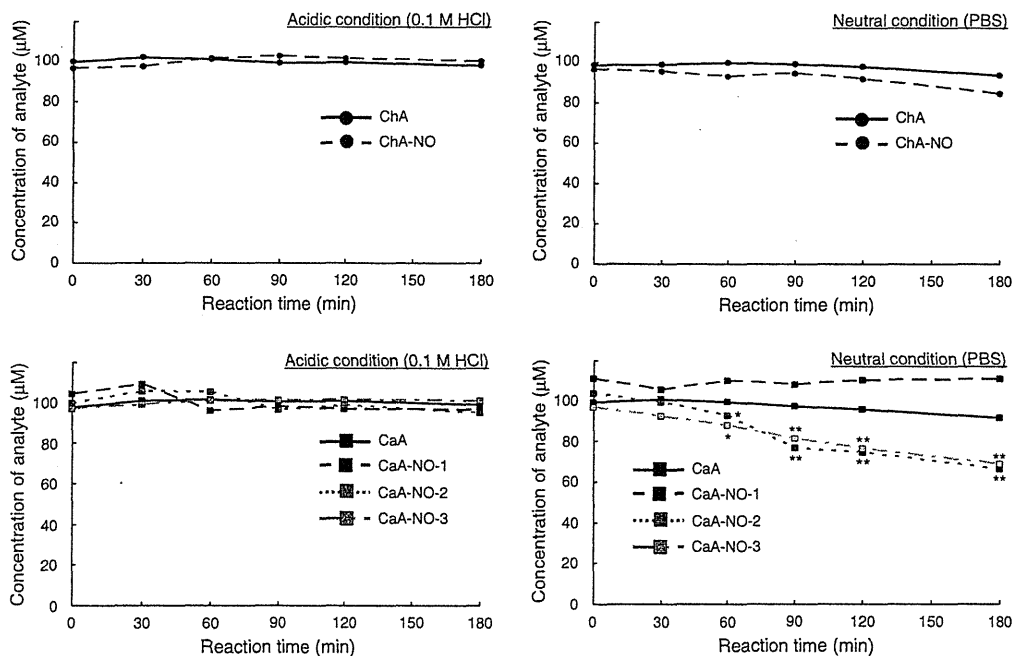 Acidic condition (0.1 M HCl)
Concentration of analyte (μM)
100
80
60
40
20
0
ChA
ChA-NO
0 30 60 90 120 150 180
Reaction time (min)
Neutral condition (PBS)
Concentration of analyte (μM)
100
80
60
40
20
0
ChA
ChA-NO
0 30 60 90 120 150 180
Reaction time (min)
Acidic condition (0.1 M HCl)
Concentration of analyte (μM)
100
80
60
40
20
0
CaA
CaA-NO-1
CaA-NO-2
CaA-NO-3
0 30 60 90 120 150 180
Reaction time (min)
Neutral condition (PBS)
Concentration of analyte (μM)
100
80
60
40
20
0
*
*
**
**
**
**
**
**
CaA
CaA-NO-1
CaA-NO-2
CaA-NO-3
0 30 60 90 120 150 180
Reaction time (min)